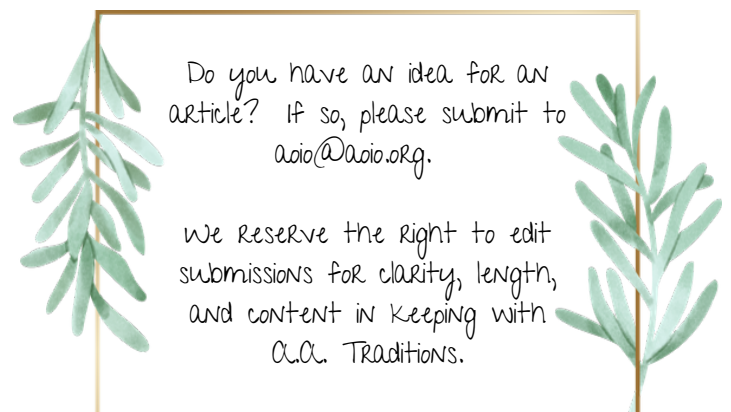 Do you have an idea for an
article? If so, please submit to
aoio@aoio.org.
We reserve the right to edit
submissions for clarity, length,
and content in keeping with
A.A. Traditions.